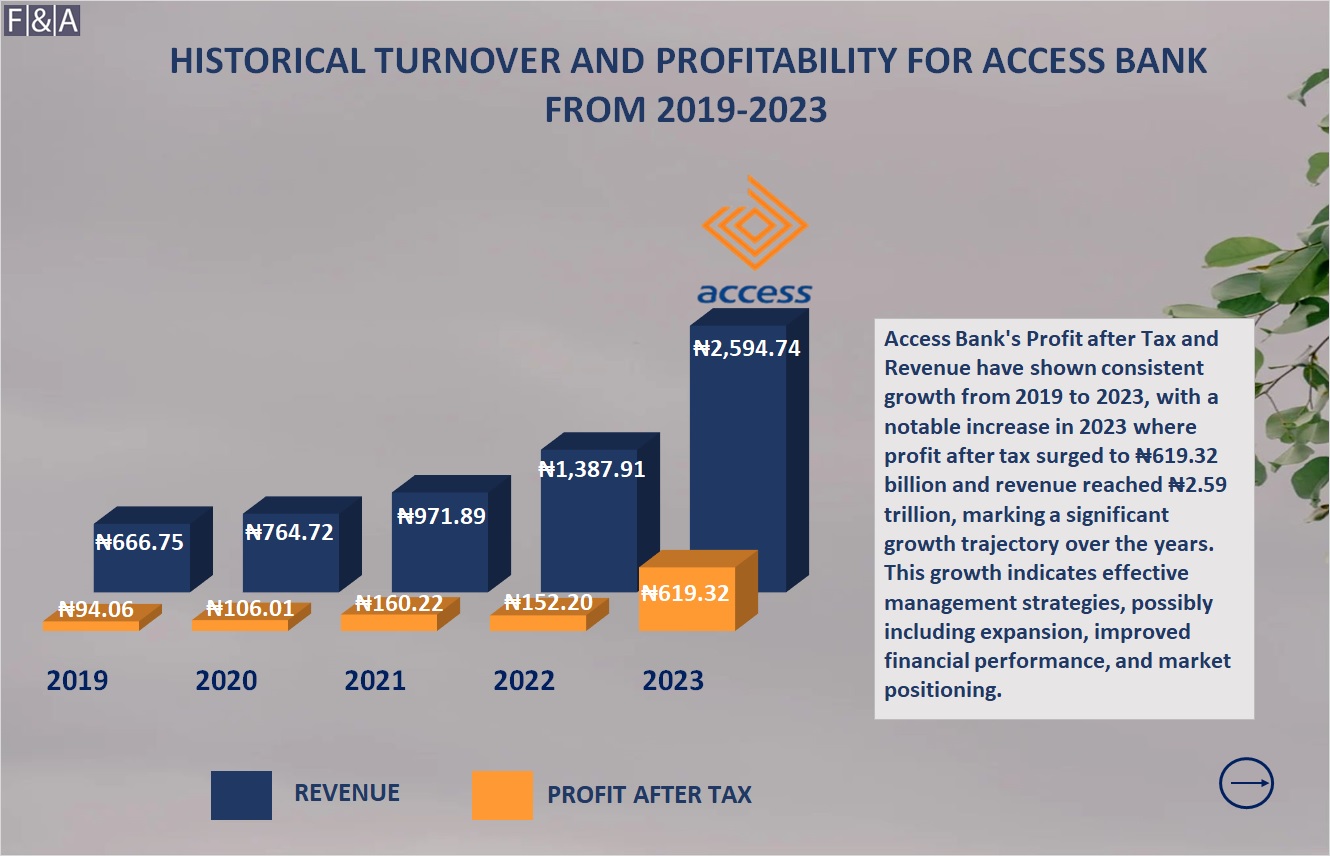 F&A
HISTORICAL TURNOVER AND PROFITABILITY FOR ACCESS BANK
FROM 2019-2023
access
₦2,594.74
₦1,387.91
₦971.89
₦764.72
₦666.75
₦619.32
₦152.20
₦160.22
₦106.01
₦94.06
2019
2020
2021
2022
2023
REVENUE
PROFIT AFTER TAX
Access Bank's Profit after Tax and
Revenue have shown consistent
growth from 2019 to 2023, with a
notable increase in 2023 where
profit after tax surged to ₦619.32
billion and revenue reached ₦2.59
trillion, marking a significant
growth trajectory over the years.
This growth indicates effective
management strategies, possibly
including expansion, improved
financial performance, and market
positioning.